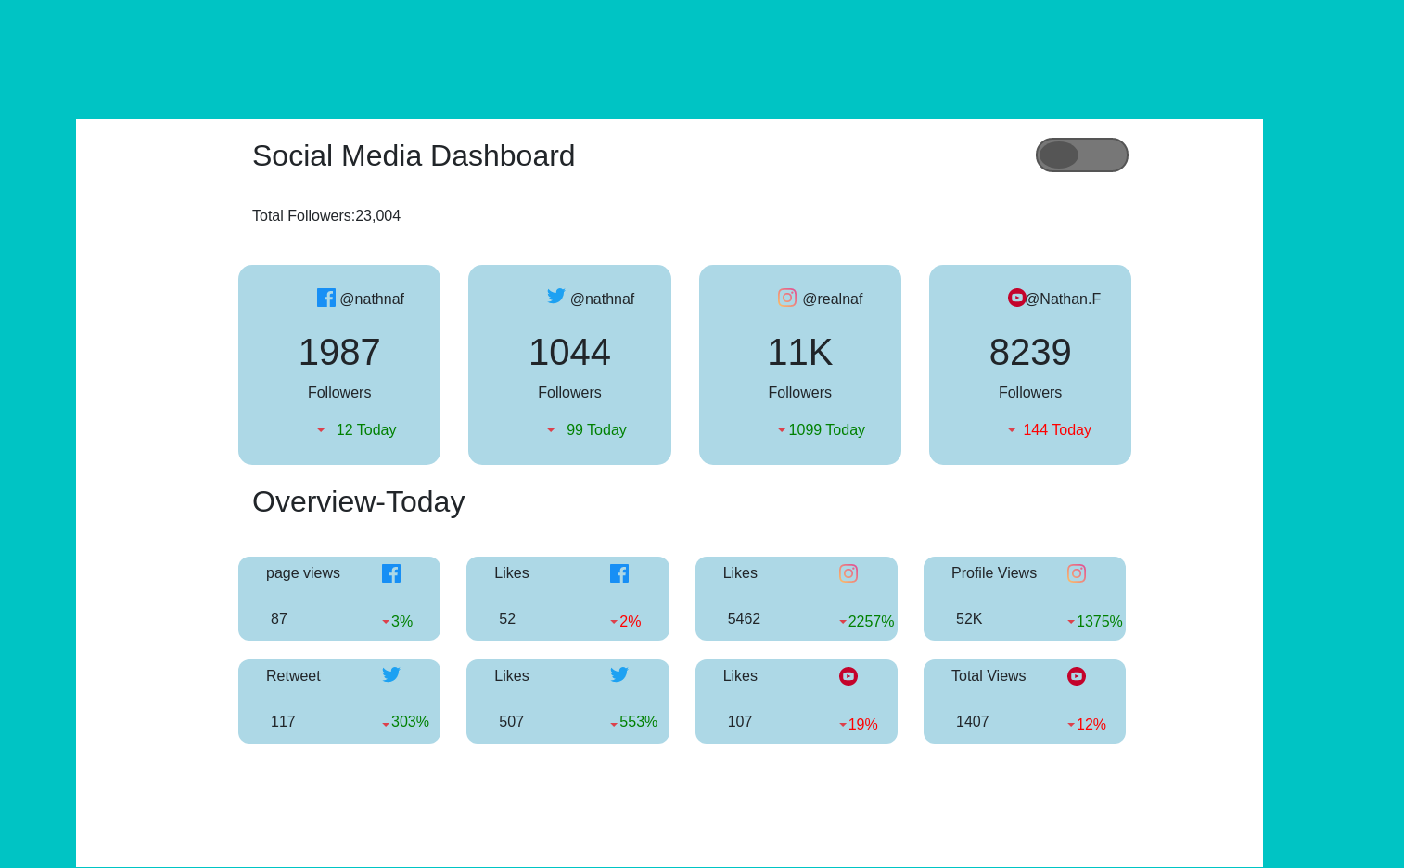 Social Media Dashboard
Total Followers:23,004
@nathnaf
1987
Followers
12 Today
@nathnaf
1044
Followers
99 Today
@realnaf
11K
Followers
1099 Today
@Nathan.F
8239
Followers
144 Today
Overview-Today
page views
87
3%
Likes
52
2%
Likes
5462
2257%
Profile Views
52K
1375%
Retweet
117
303%
Likes
507
553%
Likes
107
19%
Total Views
1407
12%